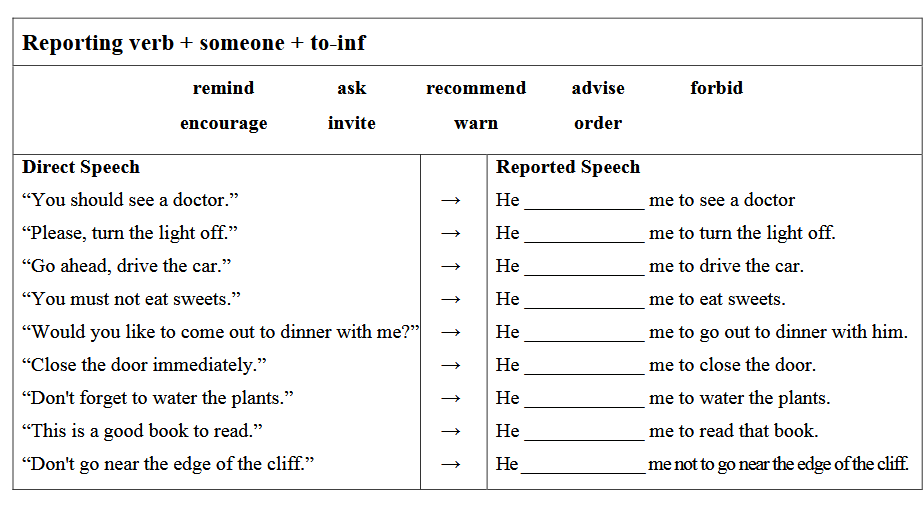 Reporting verb + someone + to-inf
remind ask recommend advise forbid
encourage invite warn order
Direct Speech Reported Speech
“You should see a doctor.” → He ____________ me to see a doctor
“Please, turn the light off.” → He ____________ me to turn the light off.
“Go ahead, drive the car.” → He ____________ me to drive the car.
“You must not eat sweets.” → He ____________ me to eat sweets.
“Would you like to come out to dinner with me?” → He ____________ me to go out to dinner with him.
“Close the door immediately.” → He ____________ me to close the door.
“Don't forget to water the plants.” → He ____________ me to water the plants.
“This is a good book to read.” → He ____________ me to read that book.
“Don't go near the edge of the cliff.” → He ____________ me not to go near the edge of the cliff.